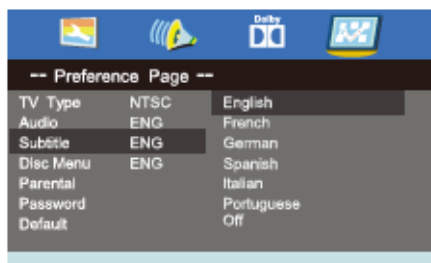 Dolby
-- Preference Page --
TV Type NTSC English
Audio ENG French
Subtitle ENG German
Disc Menu ENG Spanish
Parental Italian
Password Portuguese
Default Off